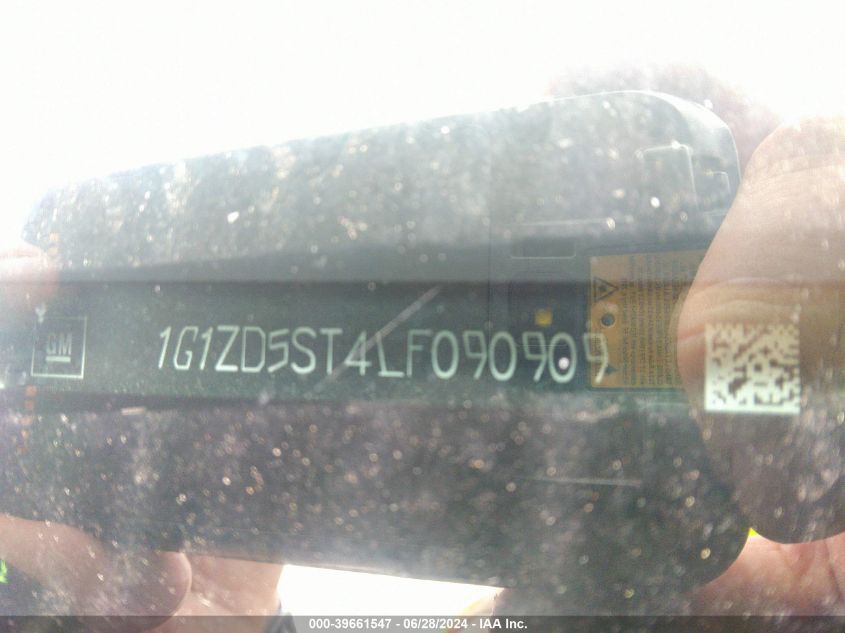 GM
1G1ZD5ST4LF090909
000-39661547 - 06/28/2024 - IAA Inc.